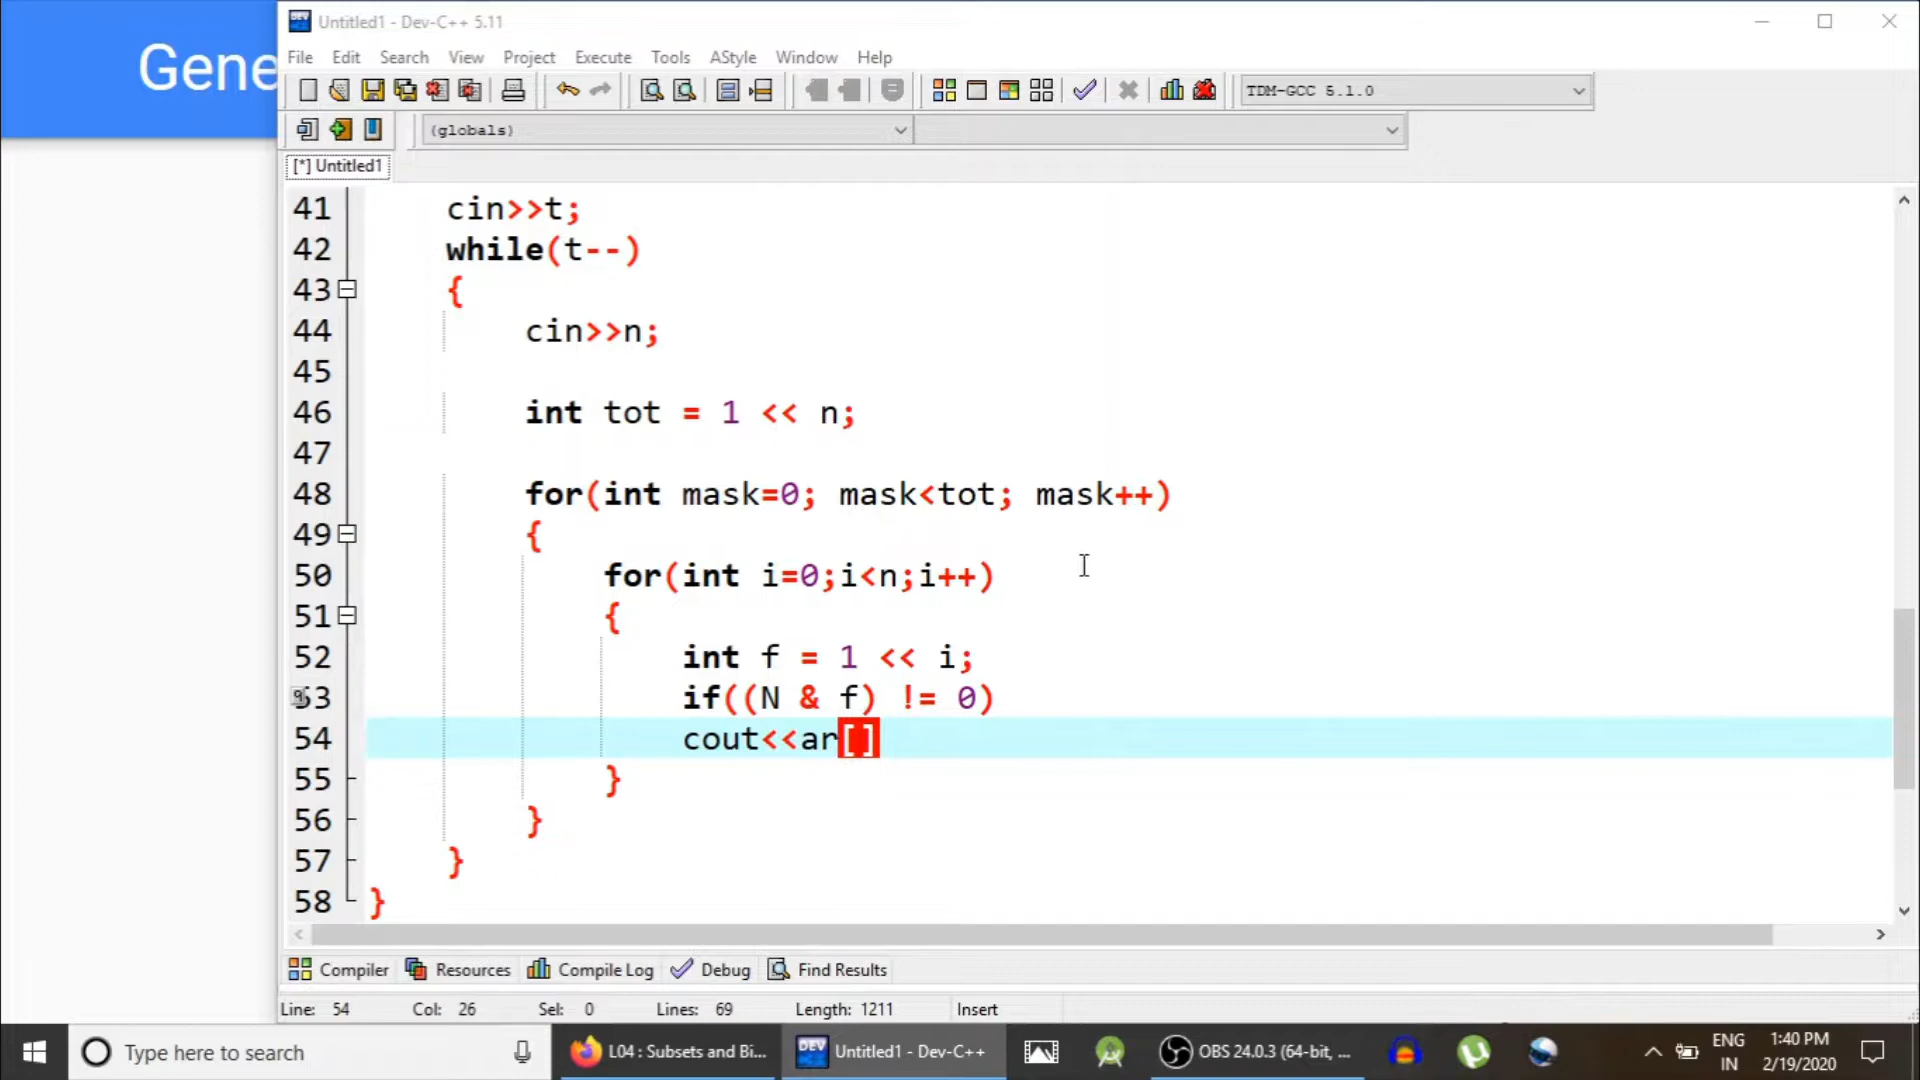 Gene
Untitled1 - Dev-C++ 5.11
File Edit Search View Project Execute Tools AStyle Window Help
TDM-GCC 5.1.0
(globals)
[*] Untitled1
41 cin>>t;
42 while(t--)
43 {
44 cin>>n;
45
46 int tot = 1 << n;
47
48 for(int mask=0; mask<tot; mask++)
49 {
50 for(int i=0;i<n;i++)
51 {
52 int f = 1 << i;
53 if((N & f) != 0)
54 cout<<ar[]
55 }
56 }
57 }
58 }
Compiler Resources Compile Log Debug Find Results
Line: 54 Col: 26 Sel: 0 Lines: 69 Length: 1211 Insert
Type here to search
L04 : Subsets and Bi...
DEV
Untitled1 - Dev-C++
OBS 24.0.3 (64-bit, ...
ENG
IN
1:40 PM
2/19/2020